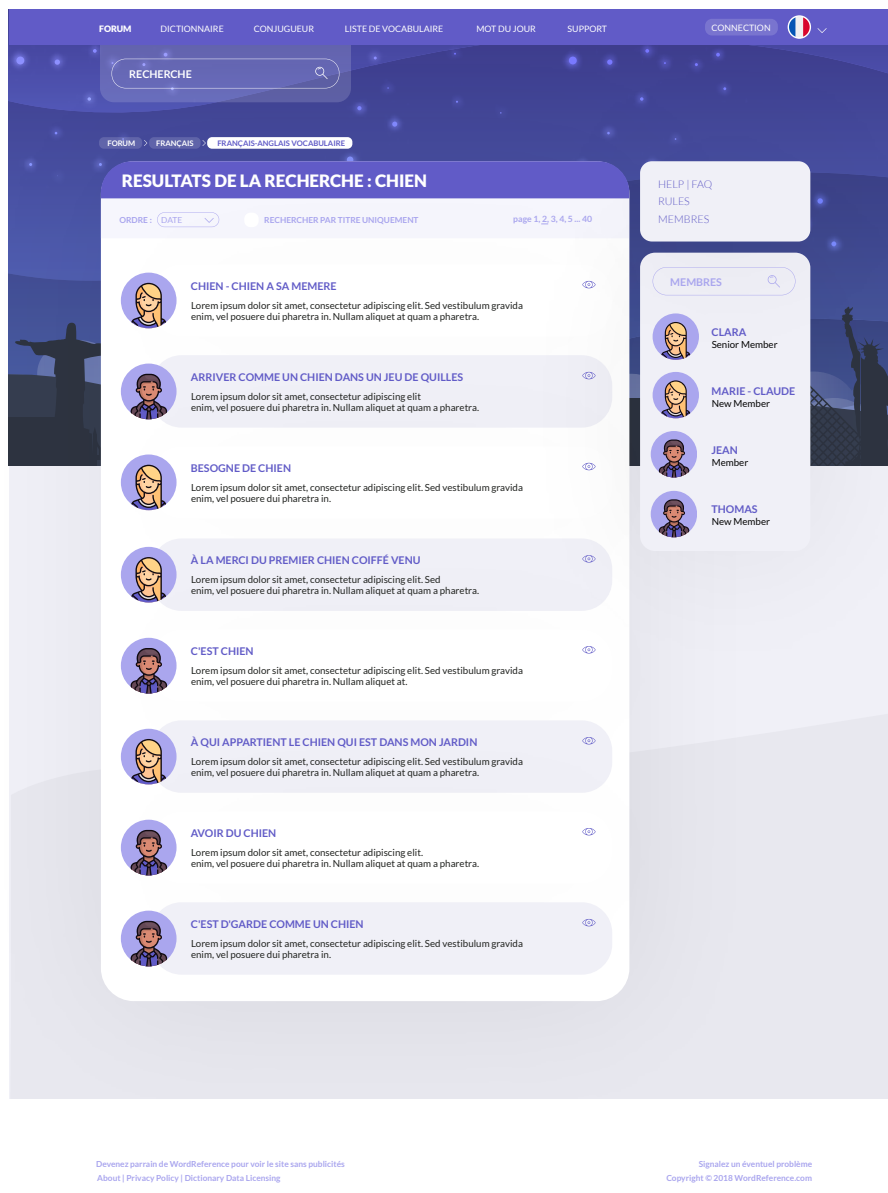 FORUM DICTIONNAIRE CONJUGUEUR LISTE DE VOCABULAIRE MOT DU JOUR SUPPORT CONNECTION
RECHERCHE
FORUM FRANÇAIS FRANÇAIS-ANGLAIS VOCABULAIRE
RESULTATS DE LA RECHERCHE : CHIEN
ORDRE : DATE RECHERCHER PAR TITRE UNIQUEMENT page 1, 2, 3, 4, 5 ... 40
CHIEN - CHIEN A SA MEMERE
Lorem ipsum dolor sit amet, consectetur adipiscing elit. Sed vestibulum gravida
enim, vel posuere dui pharetra in. Nullam aliquet at quam a pharetra.
ARRIVER COMME UN CHIEN DANS UN JEU DE QUILLES
Lorem ipsum dolor sit amet, consectetur adipiscing elit
enim, vel posuere dui pharetra in. Nullam aliquet at quam a pharetra.
BESOGNE DE CHIEN
Lorem ipsum dolor sit amet, consectetur adipiscing elit. Sed vestibulum gravida
enim, vel posuere dui pharetra in.
À LA MERCI DU PREMIER CHIEN COIFFÉ VENU
Lorem ipsum dolor sit amet, consectetur adipiscing elit. Sed
enim, vel posuere dui pharetra in. Nullam aliquet at quam a pharetra.
C'EST CHIEN
Lorem ipsum dolor sit amet, consectetur adipiscing elit. Sed vestibulum gravida
enim, vel posuere dui pharetra in. Nullam aliquet at.
À QUI APPARTIENT LE CHIEN QUI EST DANS MON JARDIN
Lorem ipsum dolor sit amet, consectetur adipiscing elit. Sed vestibulum gravida
enim, vel posuere dui pharetra in. Nullam aliquet at quam a pharetra.
AVOIR DU CHIEN
Lorem ipsum dolor sit amet, consectetur adipiscing elit.
enim, vel posuere dui pharetra in. Nullam aliquet at quam a pharetra.
C'EST D'GARDE COMME UN CHIEN
Lorem ipsum dolor sit amet, consectetur adipiscing elit. Sed vestibulum gravida
enim, vel posuere dui pharetra in.
HELP | FAQ
RULES
MEMBRES
MEMBRES
CLARA
Senior Member
MARIE - CLAUDE
New Member
JEAN
Member
THOMAS
New Member
Devenez parrain de WordReference pour voir le site sans publicités
About | Privacy Policy | Dictionary Data Licensing
Signalez un éventuel problème
Copyright © 2018 WordReference.com